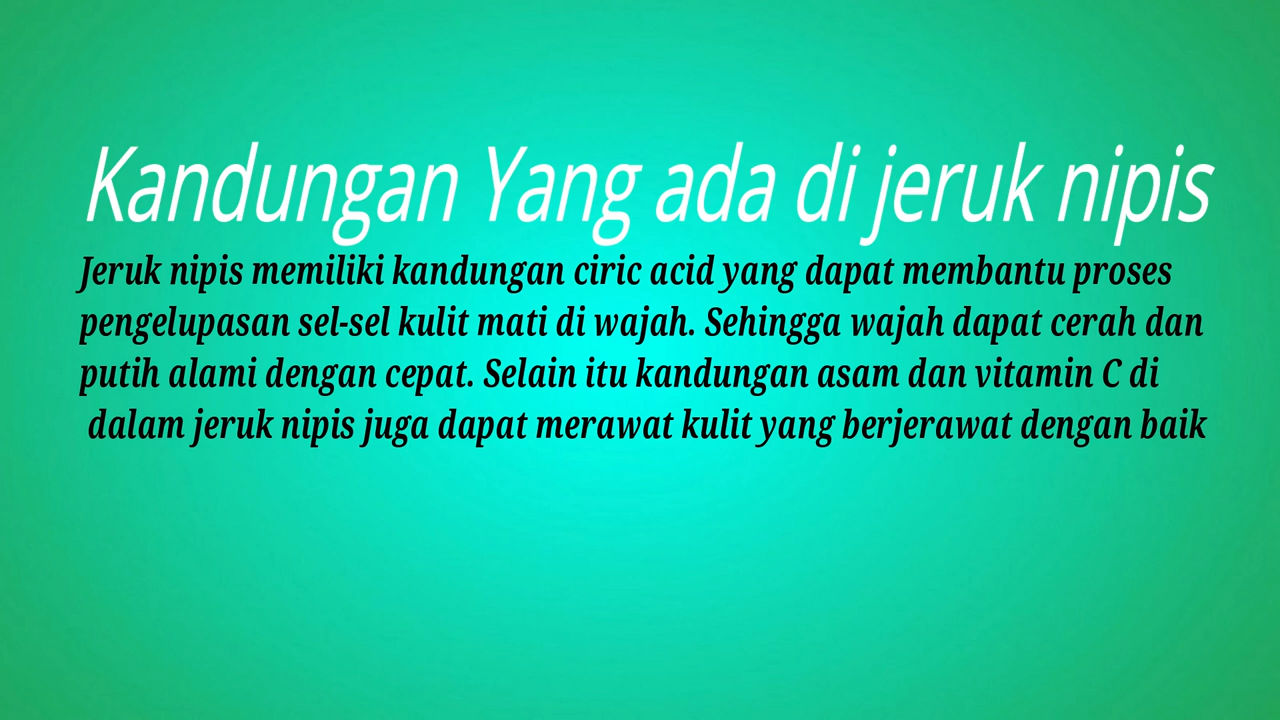 Kandungan Yang ada di jeruk nipis
Jeruk nipis memiliki kandungan ciric acid yang dapat membantu proses
pengelupasan sel-sel kulit mati di wajah. Sehingga wajah dapat cerah dan
putih alami dengan cepat. Selain itu kandungan asam dan vitamin C di
dalam jeruk nipis juga dapat merawat kulit yang berjerawat dengan baik